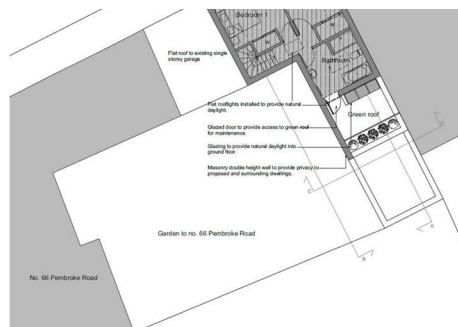 Bedroom 1
Flat roof to existing single
storey garage
Bathroom
Flat rooflights installed to provide natural
daylight.
Green roof
Glazed door to provide access to green roof
for maintenance.
Glazing to provide natural daylight into
ground floor.
Masonry double height wall to provide privacy to
proposed and surrounding dwellings.
C
B
A
Garden to no. 66 Pembroke Road
No. 66 Pembroke Road